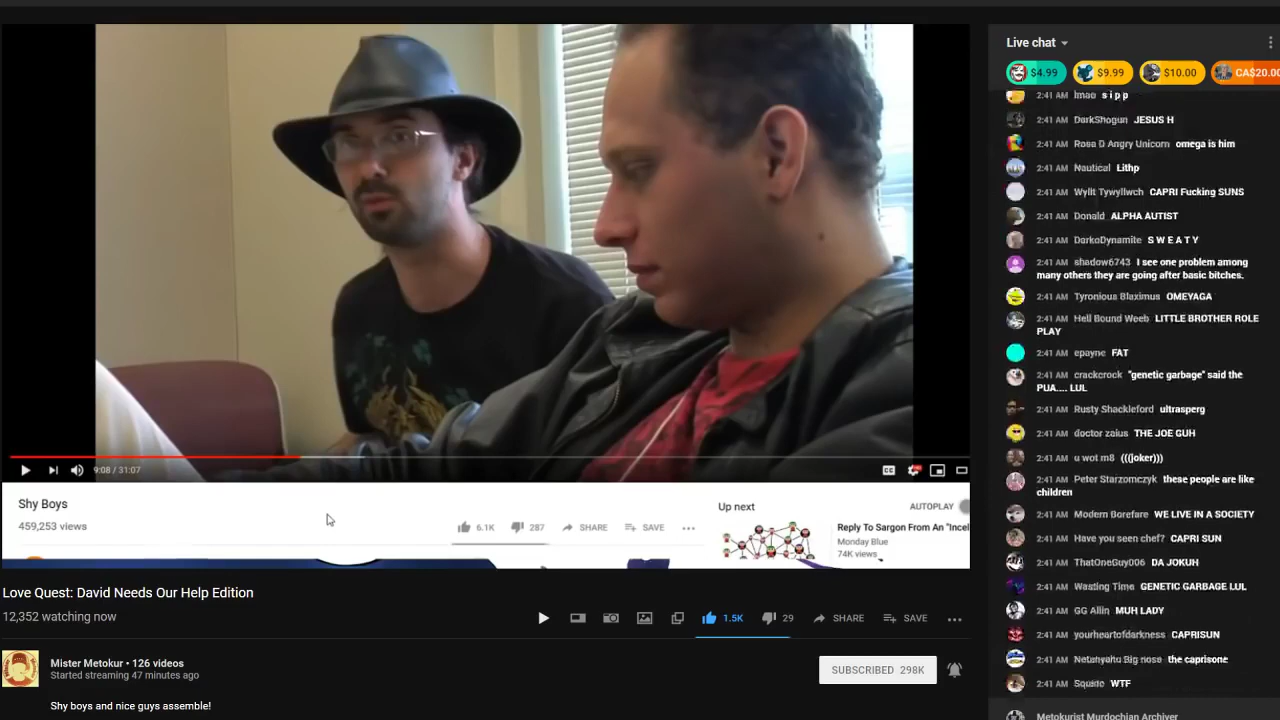 Live chat
$4.99
$9.99
$10.00
CA$20.00
2:41 AM lmao s i p p
2:41 AM DarkShogun JESUS H
2:41 AM Rosa D Angry Unicorn omega is him
2:41 AM Nautical Lithp
2:41 AM Wyllt Tywyllwch CAPRI Fucking SUNS
2:41 AM Donald ALPHA AUTIST
2:41 AM DarkoDynamite S W E A T Y
2:41 AM shadow6743 I see one problem among
many others they are going after basic bitches.
2:41 AM Tyronious Blaximus OMEYAGA
2:41 AM Hell Bound Weeb LITTLE BROTHER ROLE
PLAY
2:41 AM epayne FAT
2:41 AM crackcrock "genetic garbage" said the
PUA.... LUL
2:41 AM Rusty Shackleford ultrasperg
2:41 AM doctor zaius THE JOE GUH
2:41 AM u wot m8 (((joker)))
2:41 AM Peter Starzomczyk these people are like
children
2:41 AM Modern Borefare WE LIVE IN A SOCIETY
2:41 AM Have you seen chef? CAPRI SUN
2:41 AM ThatOneGuy006 DA JOKUH
2:41 AM Wasting Time GENETIC GARBAGE LUL
2:41 AM GG Allin MUH LADY
2:41 AM yourheartofdarkness CAPRISUN
2:41 AM Netanyahu Big nose the caprisone
2:41 AM Squidic WTF
Metokurist Murdochian Archiver
9:08 / 31:07
CC
Shy Boys
459,253 views
6.1K
287
SHARE
SAVE
Up next
AUTOPLAY
Reply To Sargon From An "Incel
Monday Blue
74K views
Love Quest: David Needs Our Help Edition
12,352 watching now
1.5K
29
SHARE
SAVE
Mister Metokur • 126 videos
Started streaming 47 minutes ago
SUBSCRIBED 298K
Shy boys and nice guys assemble!